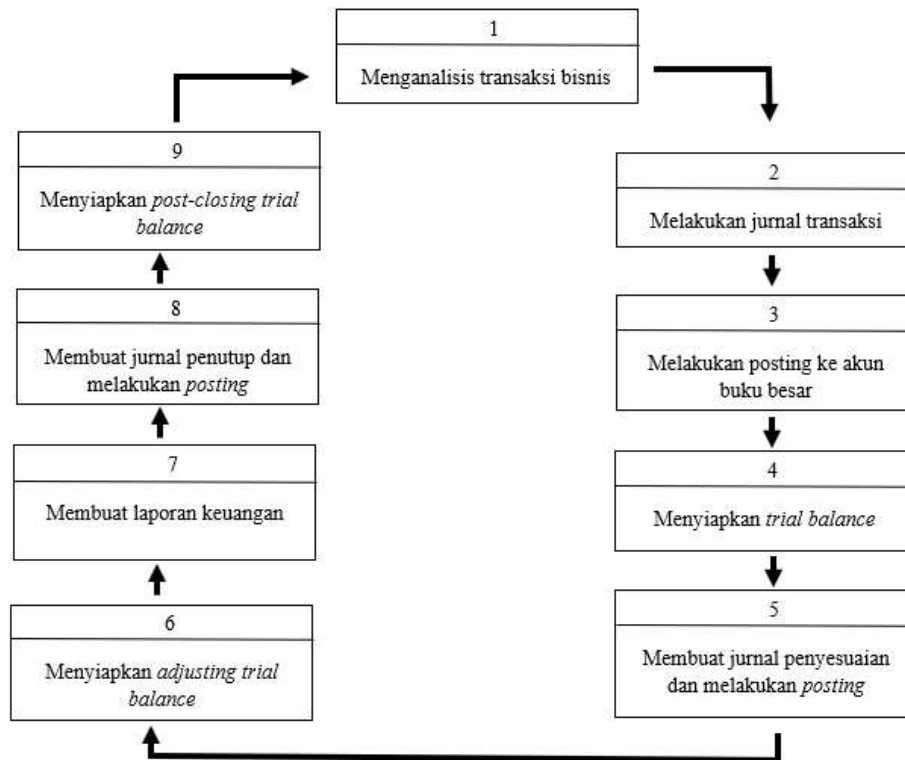 1
Menganalisis transaksi bisnis
2
Melakukan jurnal transaksi
3
Melakukan posting ke akun
buku besar
4
Menyiapkan trial balance
5
Membuat jurnal penyesuaian
dan melakukan posting
6
Menyiapkan adjusting trial
balance
7
Membuat laporan keuangan
8
Membuat jurnal penutup dan
melakukan posting
9
Menyiapkan post-closing trial
balance